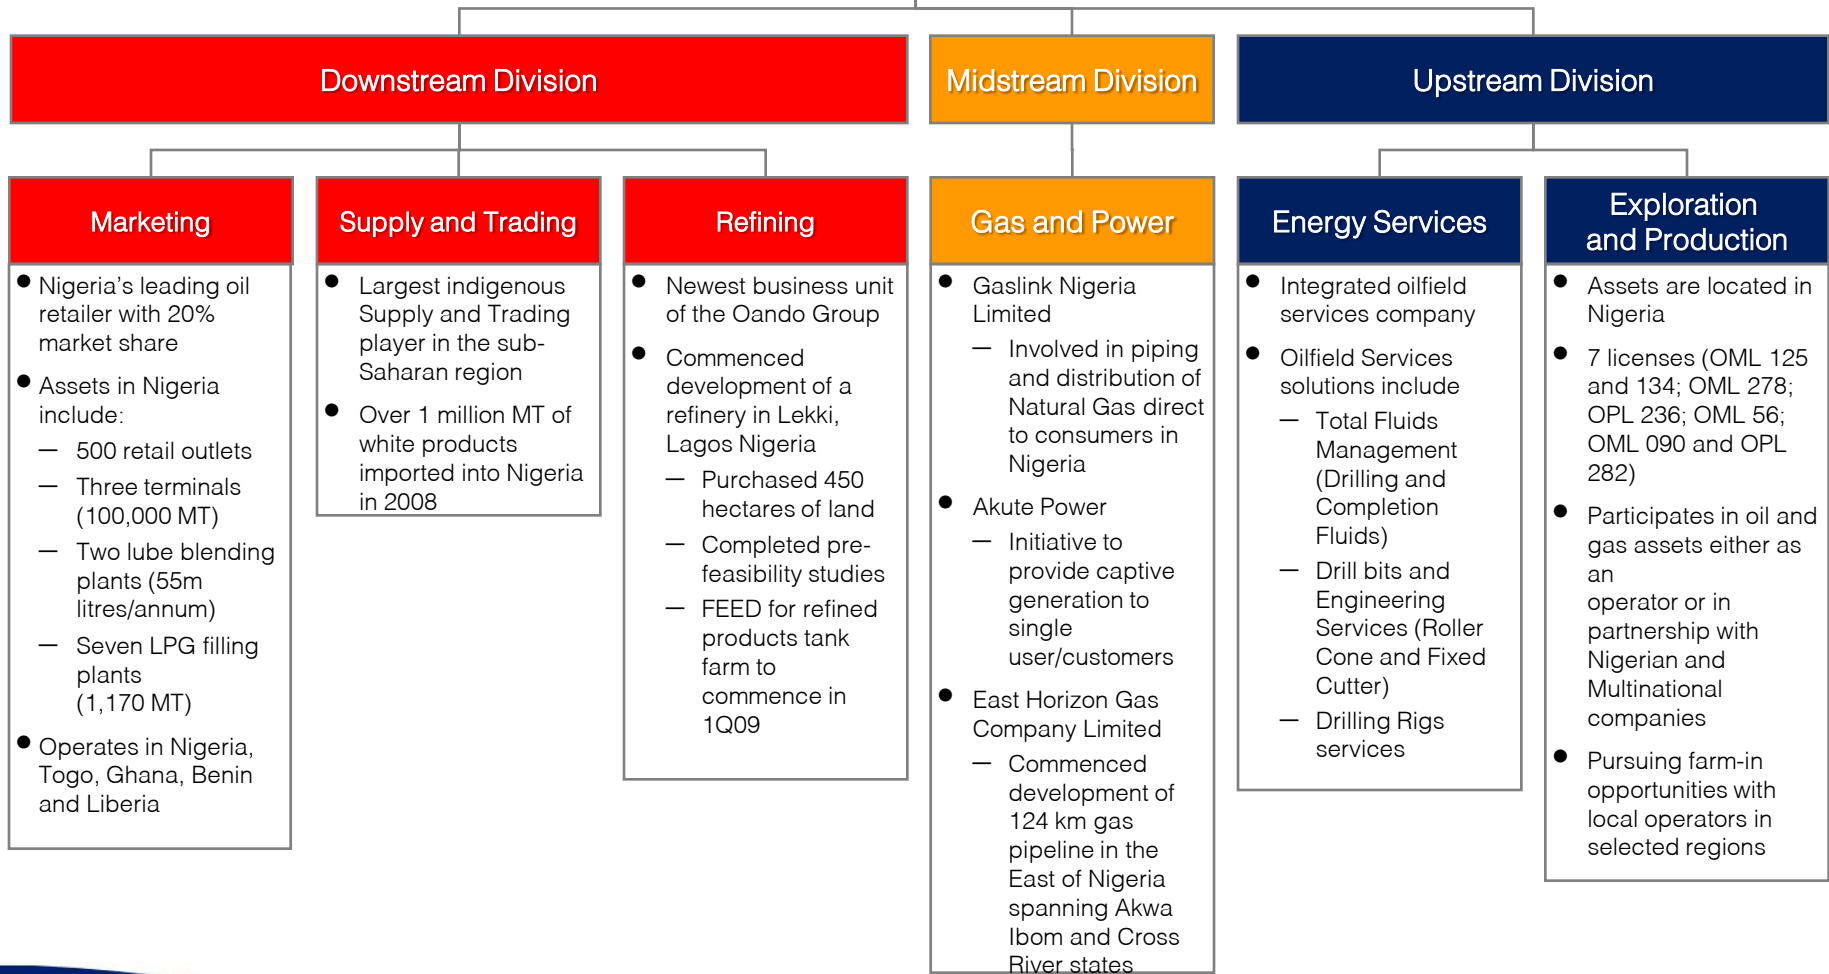 Downstream Division
Midstream Division
Upstream Division
Marketing
● Nigeria's leading oil
retailer with 20%
market share
● Assets in Nigeria
include:
— 500 retail outlets
— Three terminals
(100,000 MT)
— Two lube blending
plants (55m
litres/annum)
— Seven LPG filling
plants
(1,170 MT)
● Operates in Nigeria,
Togo, Ghana, Benin
and Liberia
Supply and Trading
● Largest indigenous
Supply and Trading
player in the sub-
Saharan region
● Over 1 million MT of
white products
imported into Nigeria
in 2008
Refining
● Newest business unit
of the Oando Group
● Commenced
development of a
refinery in Lekki,
Lagos Nigeria
— Purchased 450
hectares of land
— Completed pre-
feasibility studies
— FEED for refined
products tank
farm to
commence in
1Q09
Gas and Power
● Gaslink Nigeria
Limited
— Involved in piping
and distribution of
Natural Gas direct
to consumers in
Nigeria
● Akute Power
— Initiative to
provide captive
generation to
single
user/customers
● East Horizon Gas
Company Limited
— Commenced
development of
124 km gas
pipeline in the
East of Nigeria
spanning Akwa
Ibom and Cross
River states
Energy Services
● Integrated oilfield
services company
● Oilfield Services
solutions include
— Total Fluids
Management
(Drilling and
Completion
Fluids)
— Drill bits and
Engineering
Services (Roller
Cone and Fixed
Cutter)
— Drilling Rigs
services
Exploration
and Production
● Assets are located in
Nigeria
● 7 licenses (OML 125
and 134; OML 278;
OPL 236; OML 56;
OML 090 and OPL
282)
● Participates in oil and
gas assets either as
an
operator or in
partnership with
Nigerian and
Multinational
companies
● Pursuing farm-in
opportunities with
local operators in
selected regions